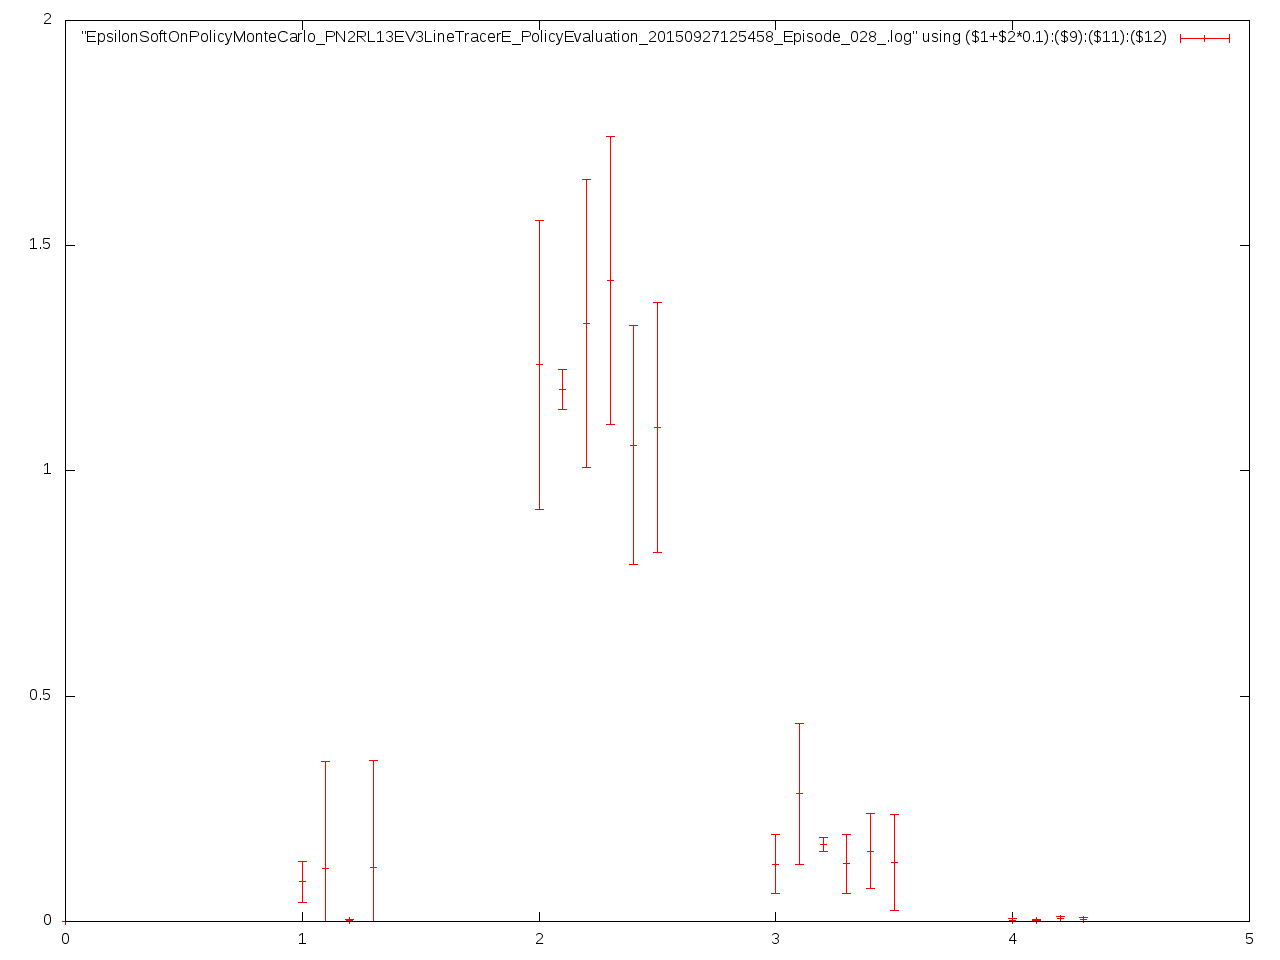 2
"EpsilonSoftOnPolicyMonteCarlo_PN2RL13EV3LineTracerE_PolicyEvaluation_20150927125458_Episode_028_.log" using ($1+$2*0.1):($9):($11):($12)
1.5
1
0.5
0
0 1 2 3 4 5